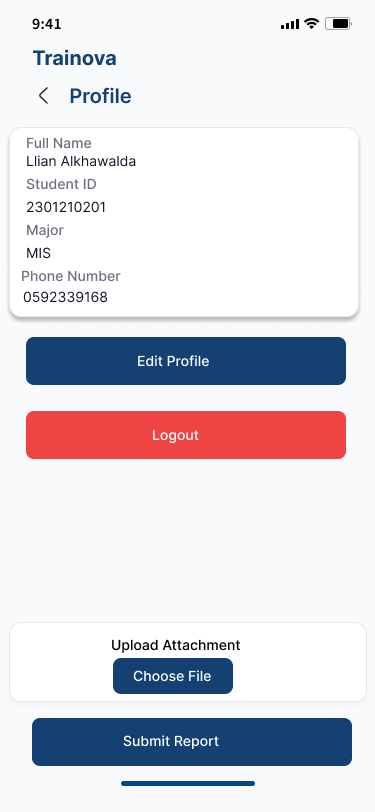 9:41
Trainova
Profile
Full Name
Llian Alkhawalda
Student ID
2301210201
Major
MIS
Phone Number
0592339168
Edit Profile
Logout
Upload Attachment
Choose File
Submit Report